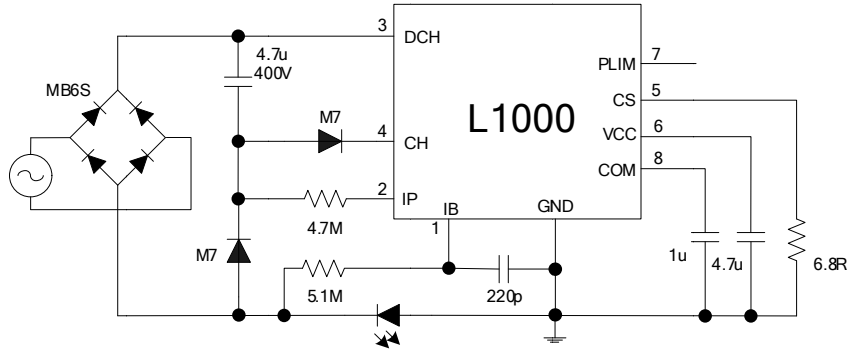 3
DCH
4.7u
400V
MB6S
PLIM
7
CS
5
L1000
VCC
6
M7
4
CH
COM
8
2
IP
4.7M
IB
GND
1
M7
1u
4.7u
6.8R
5.1M
220p